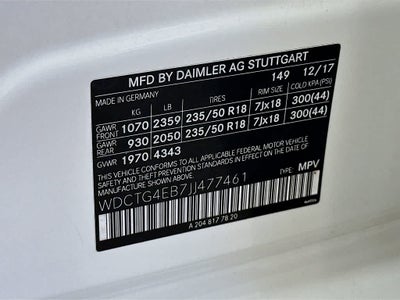 MFD BY DAIMLER AG STUTTGART
MADE IN GERMANY 149 12/17
KG LB TIRES RIM SIZE COLD KPA (PSI)
GAWR FRONT 1070 2359 235/50 R18 7Jx18 300(44)
GAWR REAR 930 2050 235/50 R18 7Jx18 300(44)
GVWR 1970 4343
THIS VEHICLE CONFORMS TO ALL APPLICABLE FEDERAL MOTOR VEHICLE
SAFETY AND THEFT PREVENTION STANDARDS IN EFFECT ON THE DATE OF
MANUFACTURE SHOWN ABOVE.
WDCTG4EB7JJ477461 TYPE: MPV
A 204 817 78 20